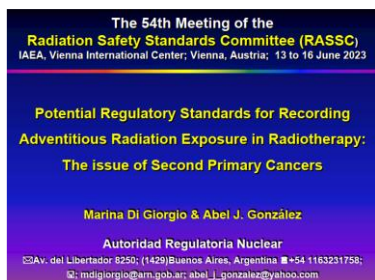 The 54th Meeting of the
Radiation Safety Standards Committee (RASSC)
IAEA, Vienna International Center; Vienna, Austria; 13 to 16 June 2023
Potential Regulatory Standards for Recording
Adventitious Radiation Exposure in Radiotherapy:
The issue of Second Primary Cancers
Marina Di Giorgio & Abel J. González
Autoridad Regulatoria Nuclear
✉Av. del Libertador 8250; (1429)Buenos Aires, Argentina ☎+54 1163231758;
mdigiorgio@arn.gob.ar; abel_j_gonzalez@yahoo.com